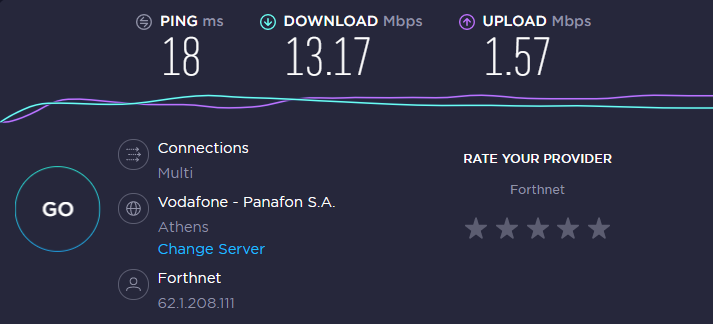 PING ms
DOWNLOAD Mbps
UPLOAD Mbps
18
13.17
1.57
GO
Connections
Multi
Vodafone - Panafon S.A.
Athens
Change Server
Forthnet
62.1.208.111
RATE YOUR PROVIDER
Forthnet